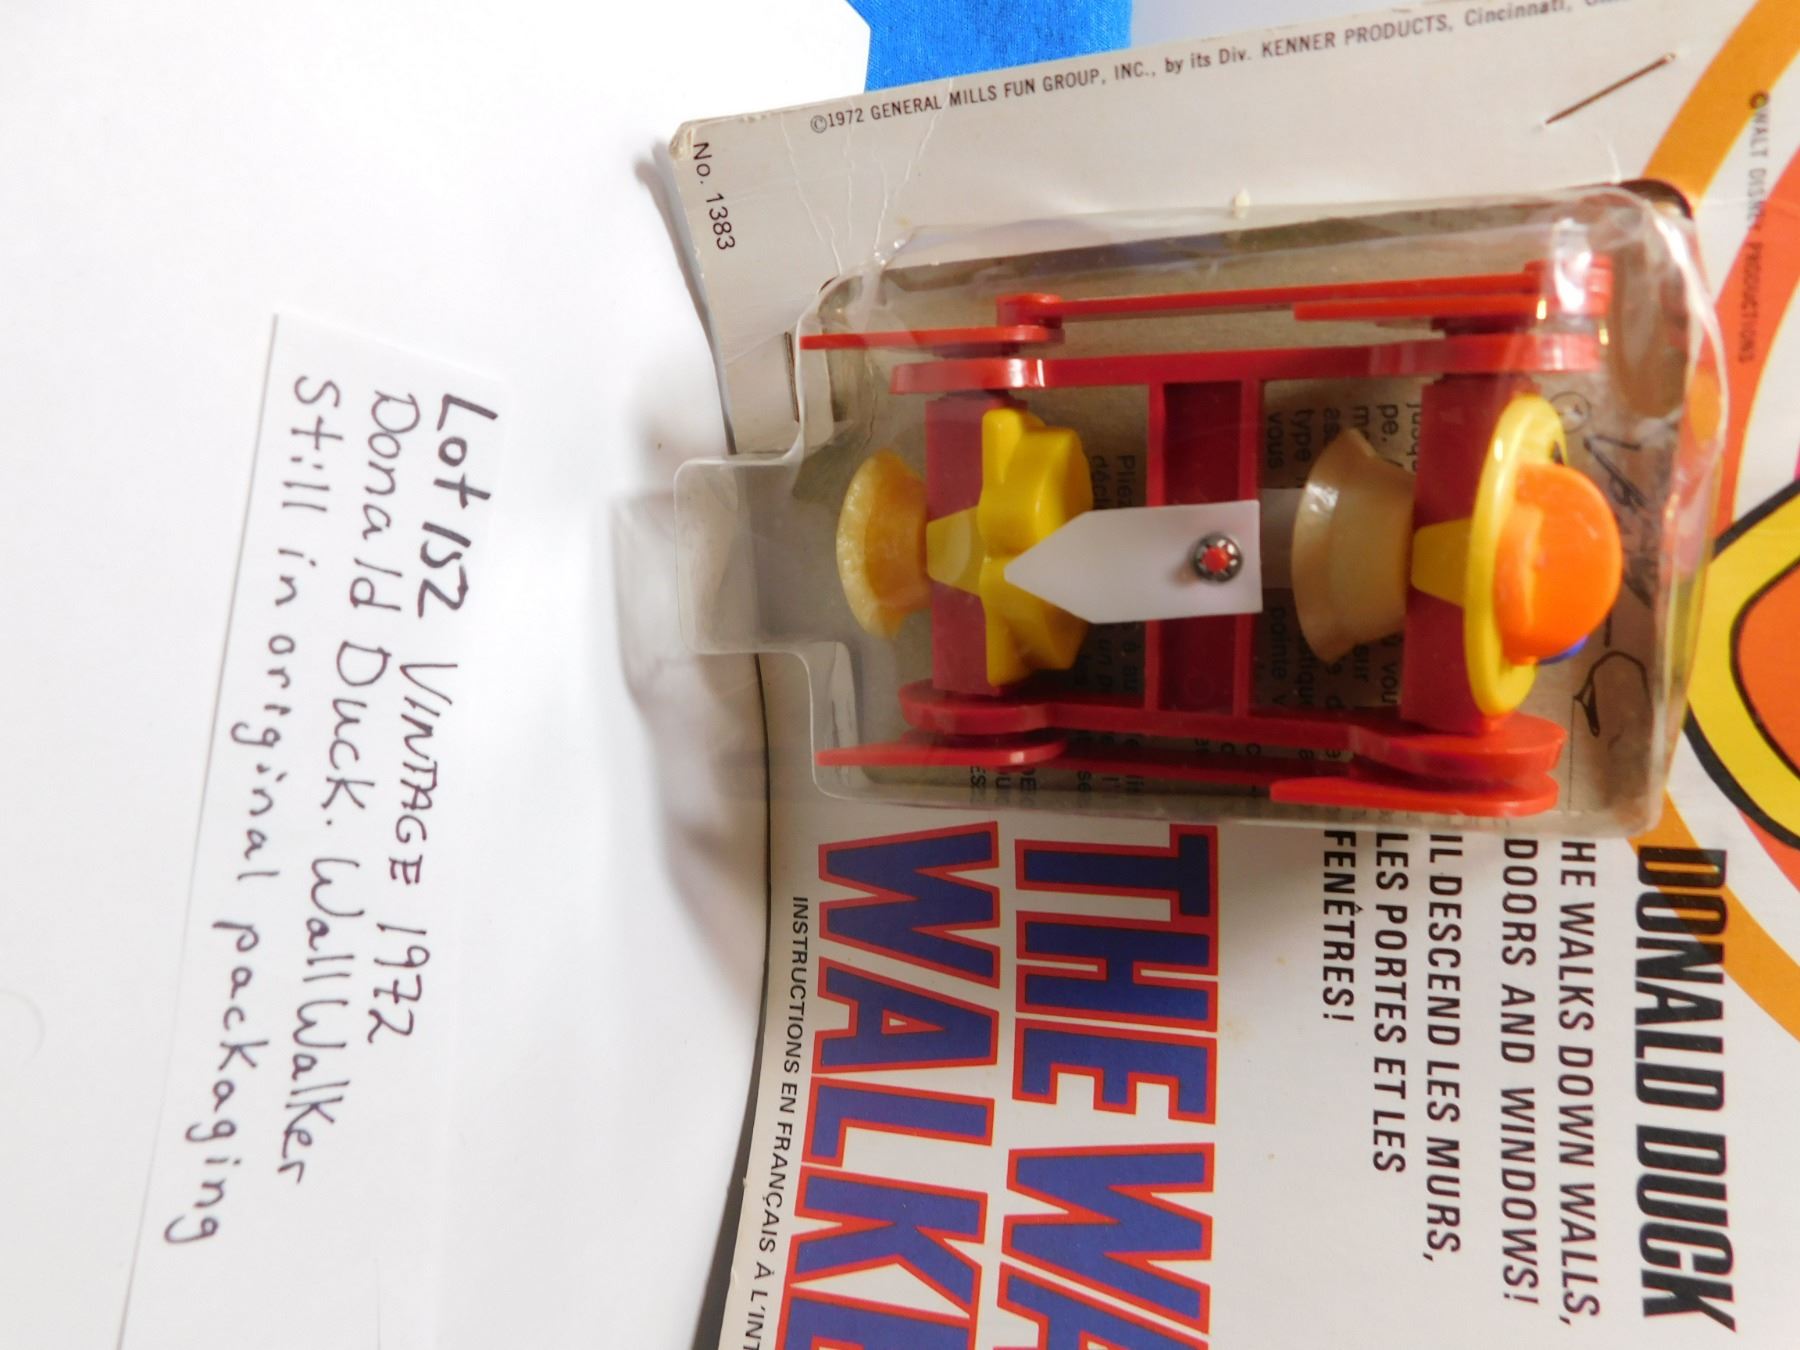 Lot 152 VINTAGE 1972
Donald Duck. Wall Walker
Still in original packaging
©1972 GENERAL MILLS FUN GROUP, INC., by its Div. KENNER PRODUCTS, Cincinnati,
No. 1383
©WALT DISNEY PRODUCTIONS
DONALD DUCK
HE WALKS DOWN WALLS,
DOORS AND WINDOWS!
IL DESCEND LES MURS,
LES PORTES ET LES
FENÊTRES!
THE
WALKE
INSTRUCTIONS EN FRANÇAIS À